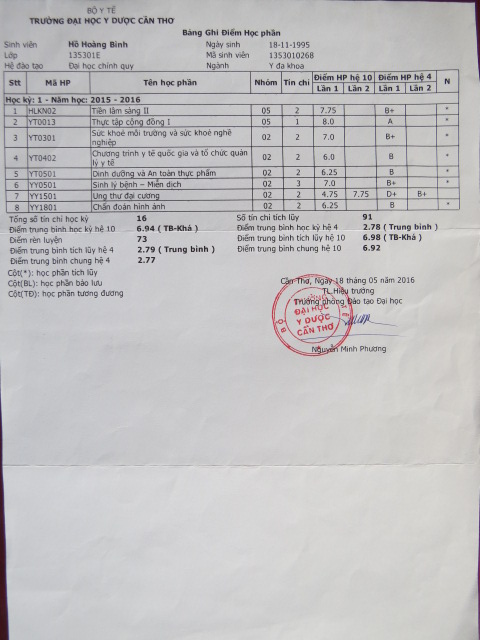 BỘ Y TẾ
TRƯỜNG ĐẠI HỌC Y DƯỢC CẦN THƠ
Bảng Ghi Điểm Học phần
Sinh viên Hồ Hoàng Bình Ngày sinh 18-11-1995
Lớp 135301E Mã sinh viên 1353010268
Hệ đào tạo Đại học chính quy Ngành Y đa khoa
Stt Mã HP Tên học phần Nhóm Tín chỉ Điểm HP hệ 10 Điểm HP hệ 4 N
Lần 1 Lần 2 Lần 1 Lần 2
Học kỳ: 1 - Năm học: 2015 - 2016
1 HLKN02 Tiền lâm sàng II 05 2 7.75 B+ *
2 YT0013 Thực tập cộng đồng I 05 1 8.0 A *
3 YT0301 Sức khoẻ môi trường và sức khoẻ nghề nghiệp 02 2 7.0 B+ *
4 YT0402 Chương trình y tế quốc gia và tổ chức quản lý y tế 02 2 6.0 B *
5 YT0501 Dinh dưỡng và An toàn thực phẩm 02 2 6.25 B *
6 YY0501 Sinh lý bệnh – Miễn dịch 02 3 7.0 B+ *
7 YY1501 Ung thư đại cương 02 2 4.75 7.75 D+ B+ *
8 YY1801 Chẩn đoán hình ảnh 02 2 6.25 B *
Tổng số tín chỉ học kỳ 16 Số tín chỉ tích lũy 91
Điểm trung bình học kỳ hệ 10 6.94 ( TB-Khá ) Điểm trung bình học kỳ hệ 4 2.78 ( Trung bình )
Điểm rèn luyện 73 Điểm trung bình tích lũy hệ 10 6.98 ( TB-Khá )
Điểm trung bình tích lũy hệ 4 2.79 ( Trung bình ) Điểm trung bình chung hệ 10 6.92
Điểm trung bình chung hệ 4 2.77
Cột(*): học phần tích lũy
Cột(BL): học phần bảo lưu
Cột(TĐ): học phần tương đương
Cần Thơ, Ngày 18 tháng 05 năm 2016
TL.Hiệu trưởng
Trưởng phòng Đào tạo Đại học
TRƯỜNG
ĐẠI HỌC
Y DƯỢC
CẦN THƠ
Nguyễn Minh Phương